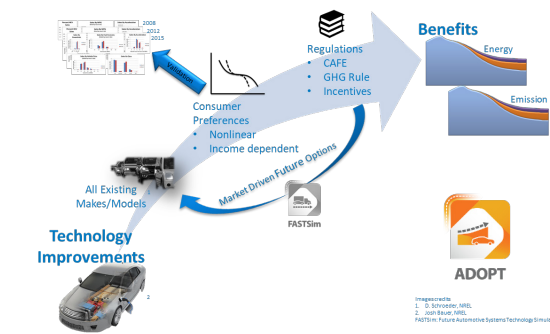 2008
2012
2015
Validation
Regulations
• CAFE
• GHG Rule
• Incentives
Benefits
Energy
Emission
Consumer
Preferences
• Nonlinear
• Income dependent
All Existing
Makes/Models
Market Driven Future Options
FASTSim
Technology
Improvements
2
ADOPT
Images credits
1. D. Schroeder, NREL
2. Josh Bauer, NREL
FASTSim: Future Automotive Systems Technology Simula